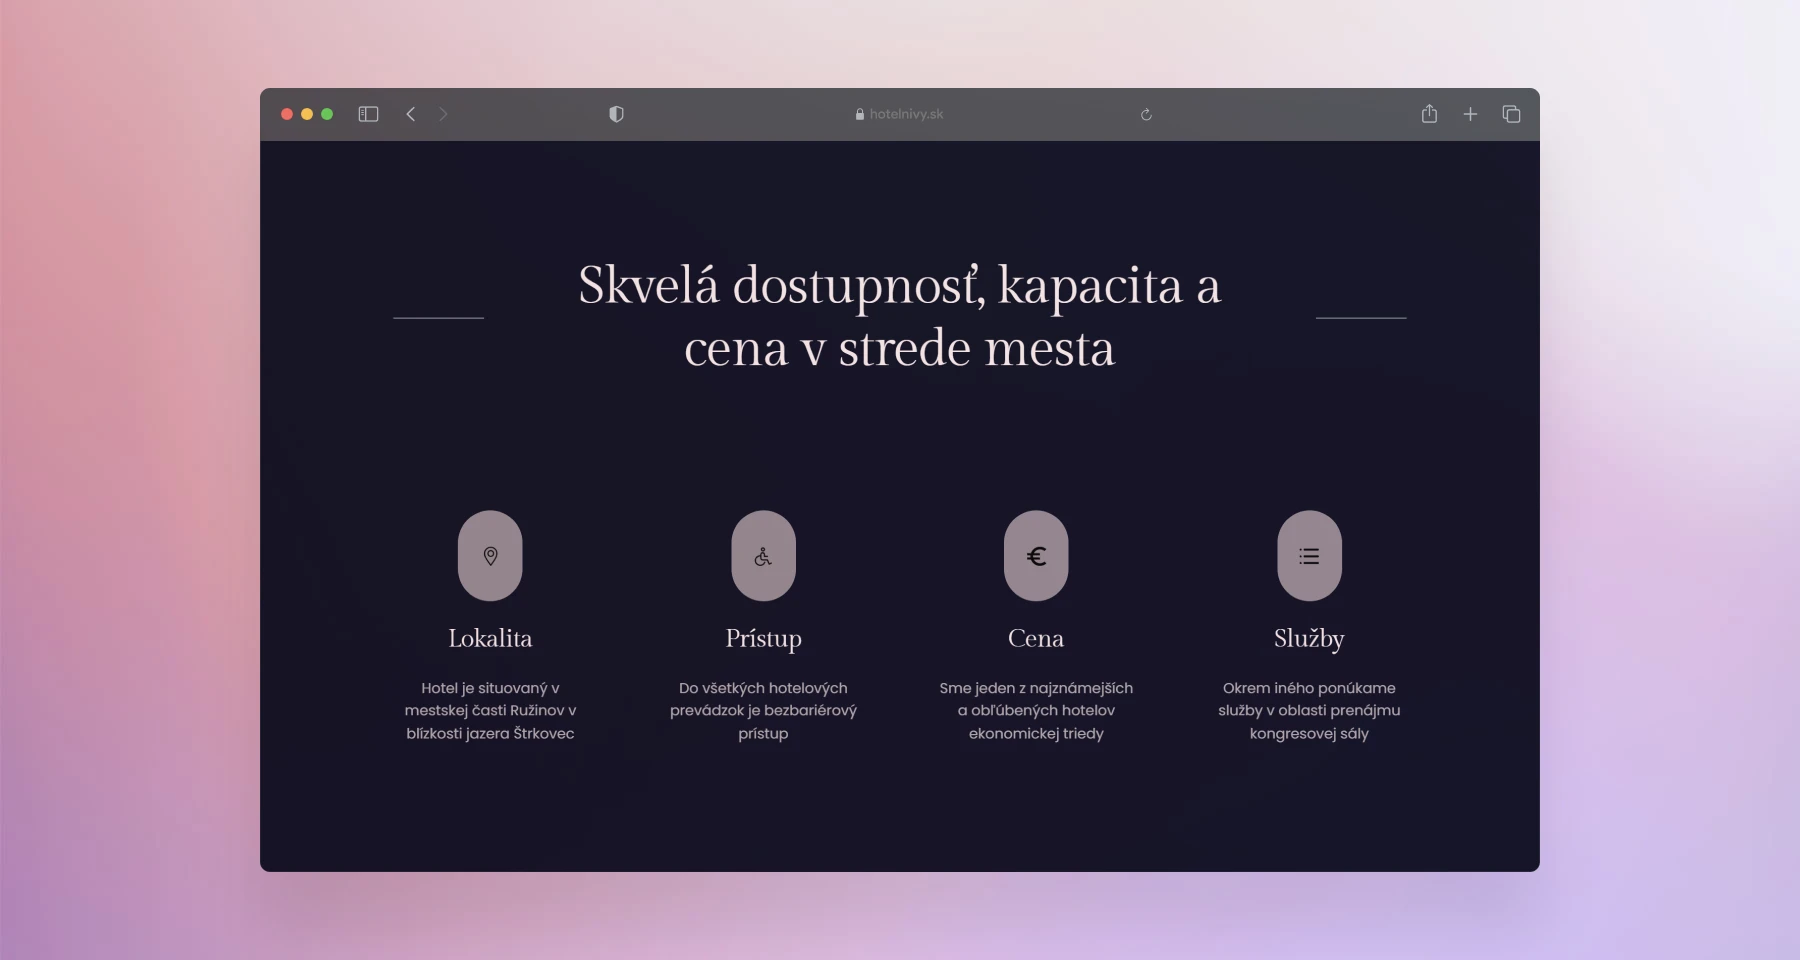 hotelnivy.sk
Skvelá dostupnosť, kapacita a
cena v strede mesta
Lokalita
Hotel je situovaný v
mestskej časti Ružinov v
blízkosti jazera Štrkovec
Prístup
Do všetkých hotelových
prevádzok je bezbariérový
prístup
Cena
Sme jeden z najznámejších
a obľúbených hotelov
ekonomickej triedy
Služby
Okrem iného ponúkame
služby v oblasti prenájmu
kongresovej sály